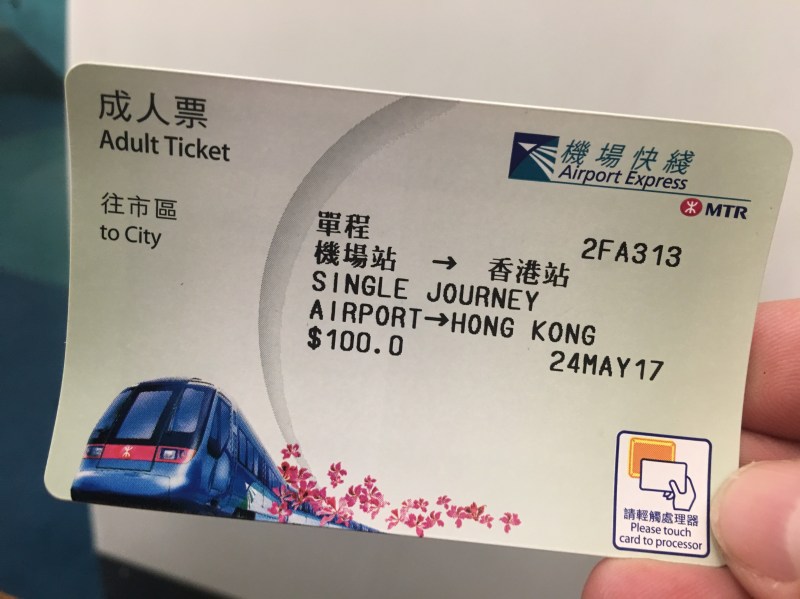 成人票
Adult Ticket
往市區
to City
機場快綫
Airport Express
MTR
單程
2FA313
機場站 → 香港站
SINGLE JOURNEY
AIRPORT→HONG KONG
$100.0
24MAY17
請輕觸處理器
Please touch
card to processor